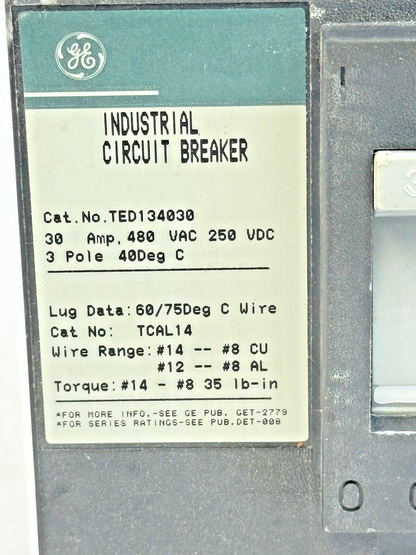 GE
INDUSTRIAL
CIRCUIT BREAKER
Cat.No.TED134030
30 Amp, 480 VAC 250 VDC
3 Pole 40Deg C
Lug Data: 60/75Deg C Wire
Cat No: TCAL14
Wire Range: #14 -- #8 CU
#12 -- #8 AL
Torque: #14 - #8 35 lb-in
*FOR MORE INFO.-SEE GE PUB. GET-2779
*FOR SERIES RATINGS-SEE PUB.DET-008
I
3
O